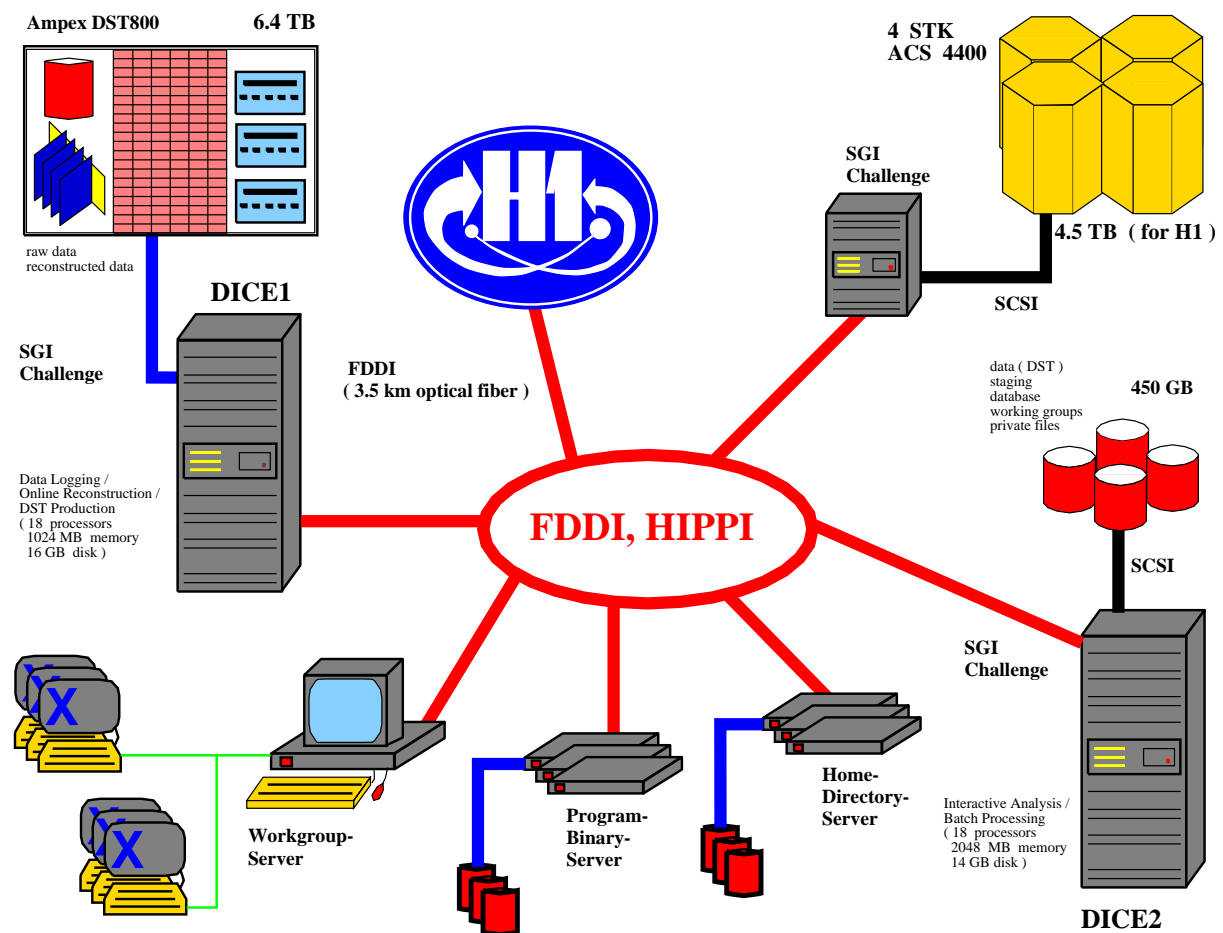 Ampex DST800
6.4 TB
raw data
reconstructed data
4 STK
ACS 4400
SGI
Challenge
4.5 TB ( for H1 )
SCSI
H1
DICE1
SGI
Challenge
FDDI
( 3.5 km optical fiber )
data ( DST )
staging
database
working groups
private files
450 GB
SCSI
Data Logging /
Online Reconstruction /
DST Production
( 18 processors
1024 MB memory
16 GB disk )
FDDI, HIPPI
SGI
Challenge
X
X
Workgroup-
Server
Program-
Binary-
Server
Home-
Directory-
Server
Interactive Analysis /
Batch Processing
( 18 processors
2048 MB memory
14 GB disk )
DICE2